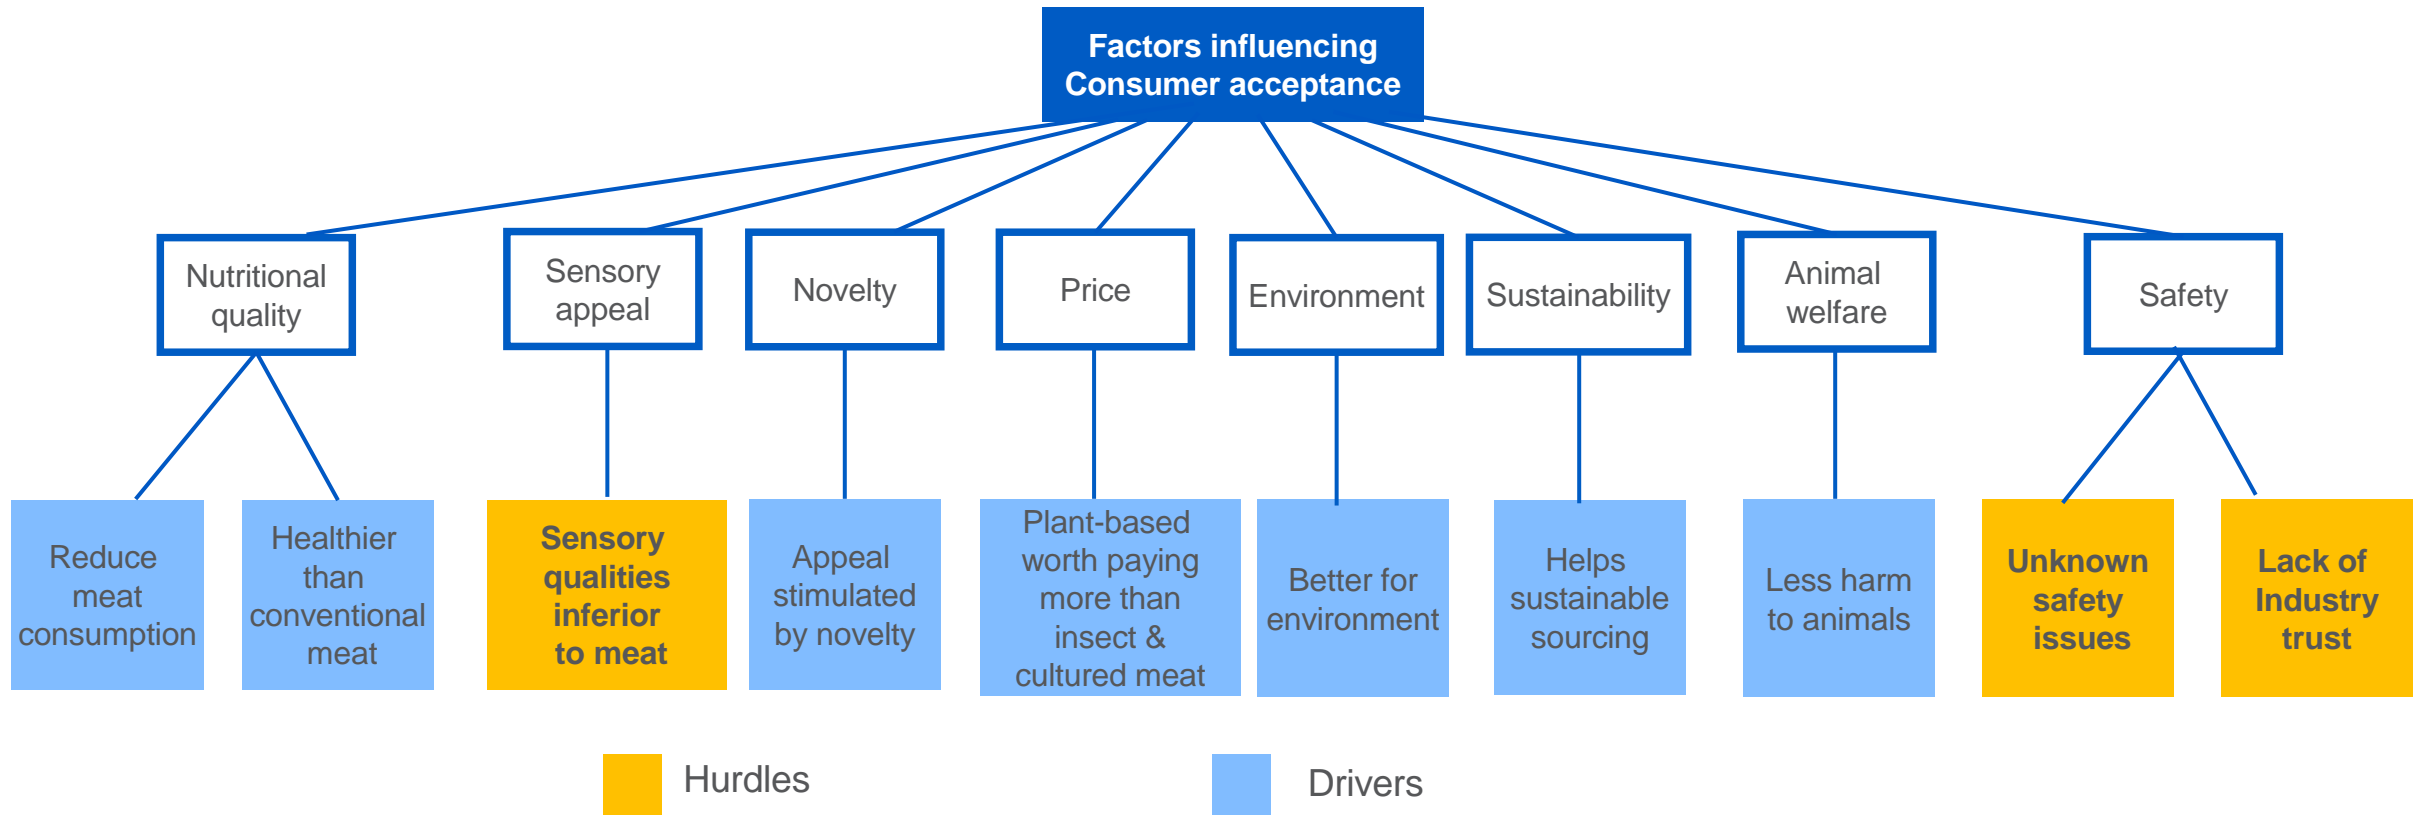 Factors influencing
Consumer acceptance
Nutritional
quality
Sensory
appeal
Novelty
Price
Environment
Sustainability
Animal
welfare
Safety
Reduce
meat
consumption
Healthier
than
conventional
meat
Sensory
qualities
inferior
to meat
Appeal
stimulated
by novelty
Plant-based
worth paying
more than
insect &
cultured meat
Better for
environment
Helps
sustainable
sourcing
Less harm
to animals
Unknown
safety
issues
Lack of
Industry
trust
Hurdles
Drivers